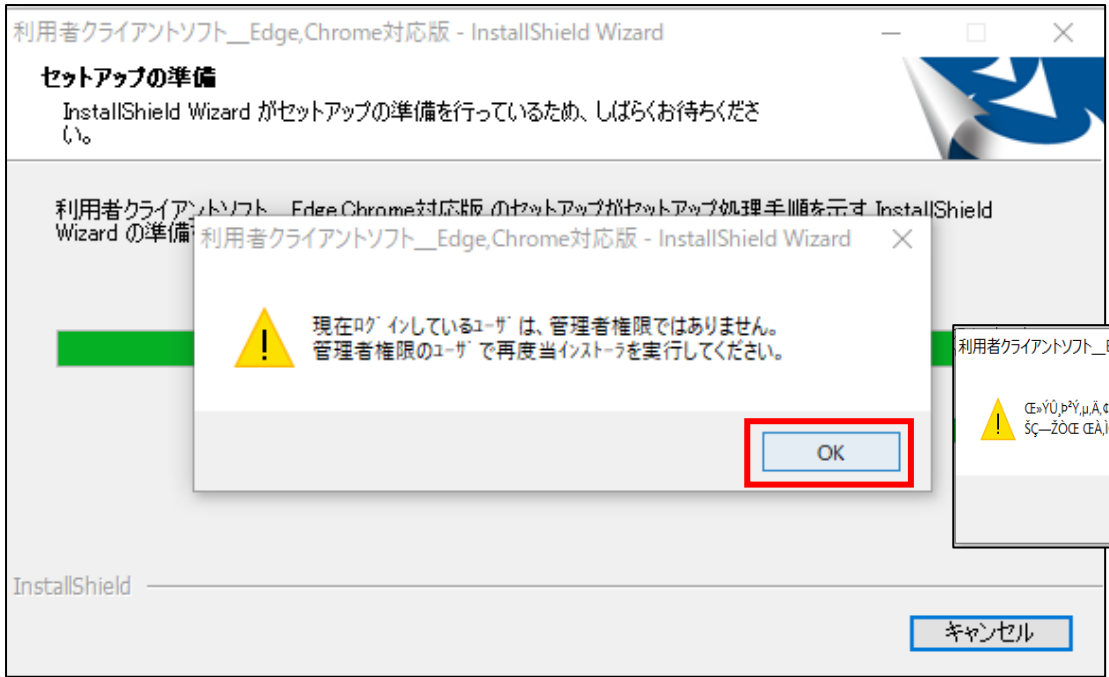 利用者クライアントソフト__Edge,Chrome対応版 - InstallShield Wizard
セットアップの準備
InstallShield Wizard がセットアップの準備を行っているため、しばらくお待ちくださ
い。
利用者クライアントソフト__Edge,Chrome対応版 のセットアップがセットアップ処理手順を示す InstallShield
Wizard の準備
利用者クライアントソフト__Edge,Chrome対応版 - InstallShield Wizard
現在ﾛｸﾞｲﾝしているﾕｰｻﾞは、管理者権限ではありません。
管理者権限のﾕｰｻﾞで再度当ｲﾝｽﾄｰﾗを実行してください。
OK
利用者クライアントソフト__E
Œ»ÝÛ¸Þ²Ý‚µ‚Ä‚¢
InstallShield
キャンセル